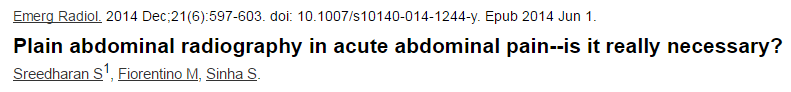 Emerg Radiol. 2014 Dec;21(6):597-603. doi: 10.1007/s10140-014-1244-y. Epub 2014 Jun 1.
Plain abdominal radiography in acute abdominal pain--is it really necessary?
Sreedharan S1, Fiorentino M, Sinha S.